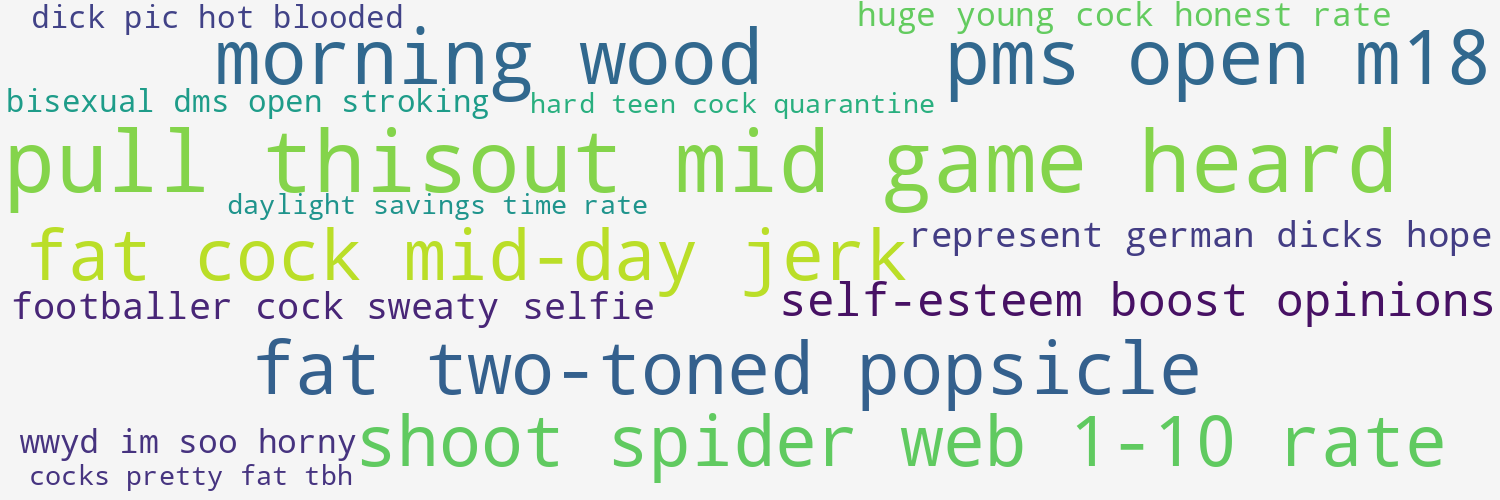 dick pic hot blooded
huge young cock honest rate
morning wood
pms open m18
bisexual dms open stroking
hard teen cock quarantine
pull thisout mid game heard
daylight savings time rate
fat cock mid-day jerk
represent german dicks hope
footballer cock sweaty selfie
self-esteem boost opinions
fat two-toned popsicle
wwyd im soo horny
shoot spider web 1-10 rate
cocks pretty fat tbh